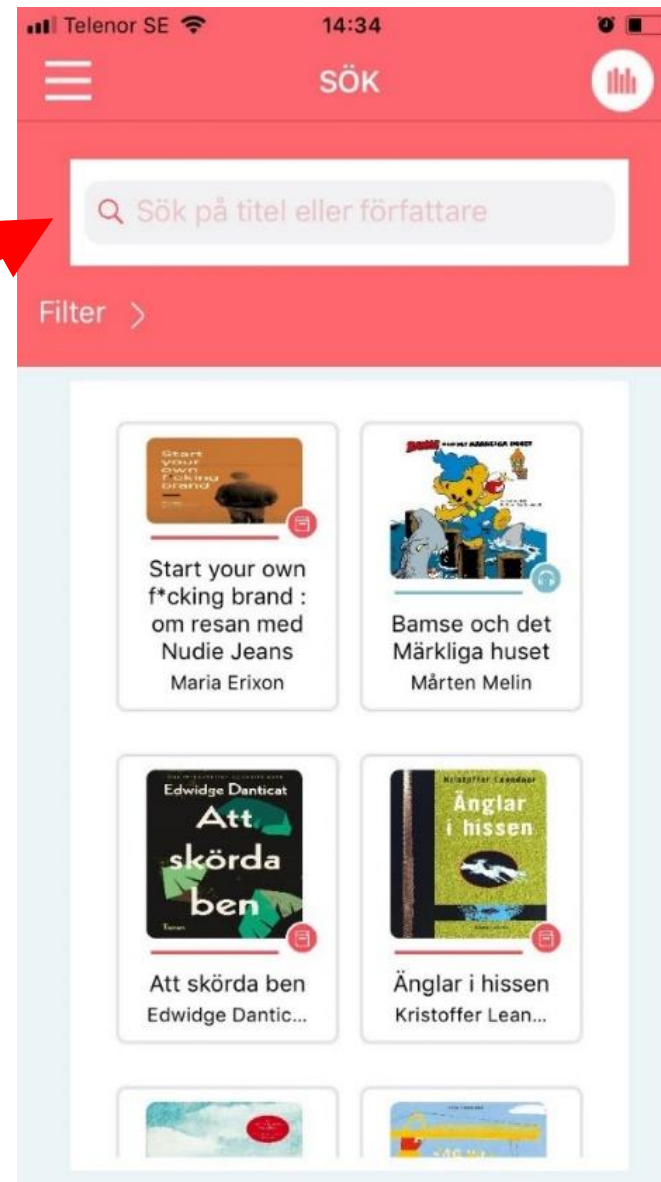 Telenor SE 14:34
SÖK
Sök på titel eller författare
Filter
Start
your
own
f*cking
brand
Start your own
f*cking brand :
om resan med
Nudie Jeans
Maria Erixon
Bamse och det
Märkliga huset
Mårten Melin
Edwidge Danticat
Att
skörda
ben
Att skörda ben
Edwidge Dantic...
Kristoffer Leandoer
Änglar
i hissen
Änglar i hissen
Kristoffer Lean...